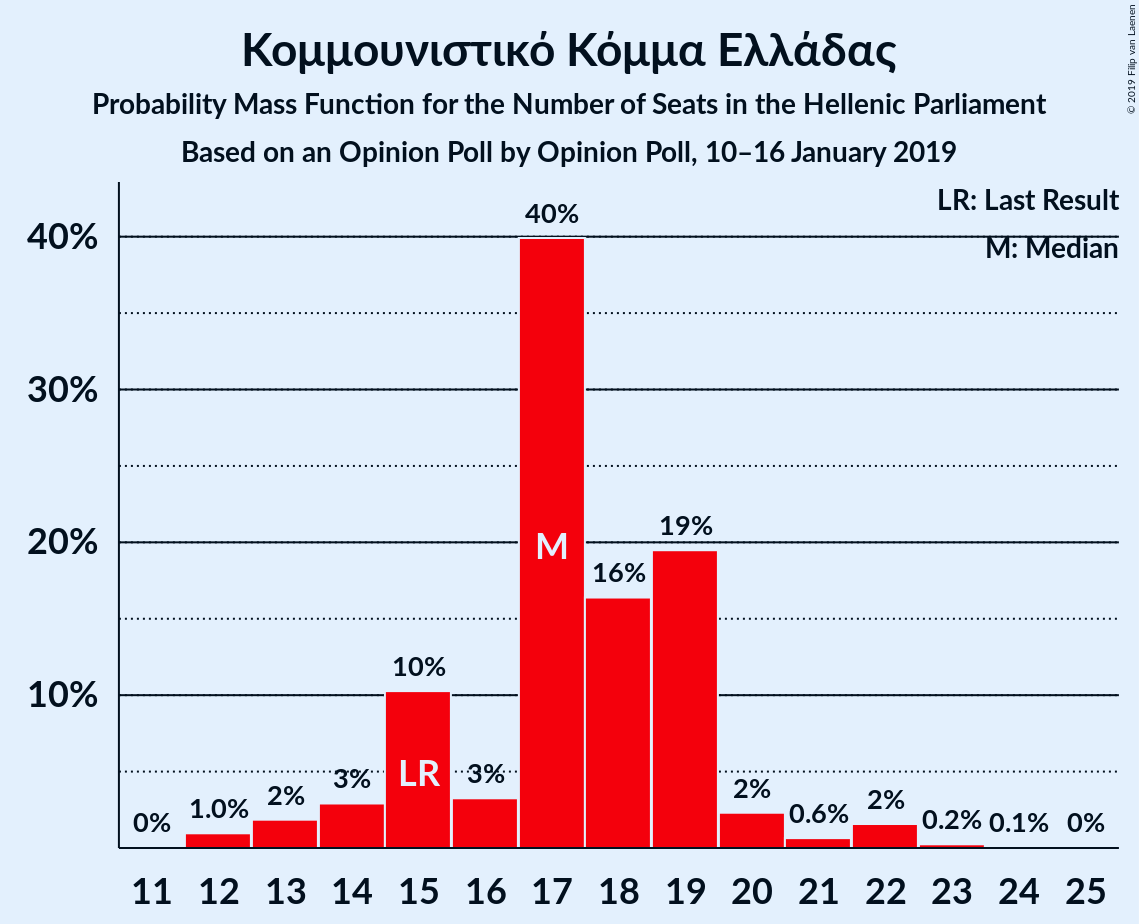 Κομμουνιστικό Κόμμα Ελλάδας
Probability Mass Function for the Number of Seats in the Hellenic Parliament
Based on an Opinion Poll by Opinion Poll, 10–16 January 2019
© 2019 Filip van Laenen
LR: Last Result
M: Median
40%
30%
20%
10%
0%
1.0%
2%
3%
10%
3%
40%
16%
19%
2%
0.6%
2%
0.2%
0.1%
0%
LR
M
11 12 13 14 15 16 17 18 19 20 21 22 23 24 25